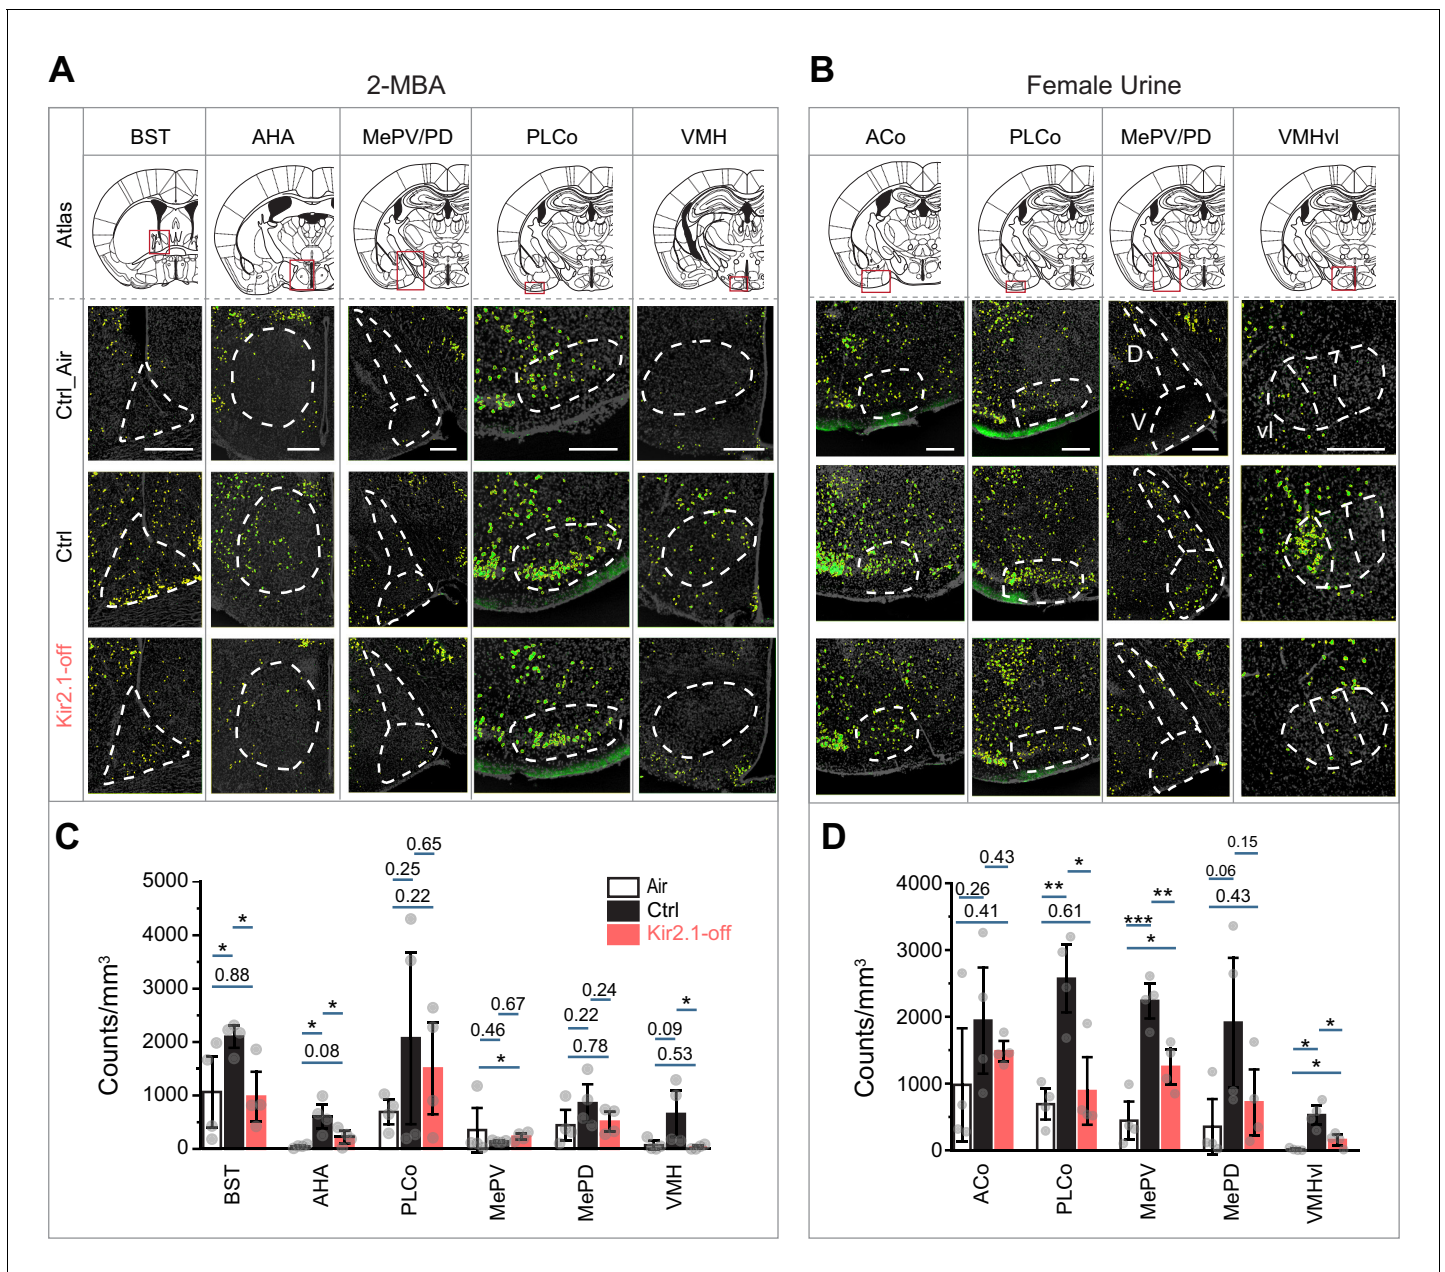 A
2-MBA
BST AHA MePV/PD PLCo VMH
Atlas
Ctrl_Air
Ctrl
Kir2.1-off
B
Female Urine
ACo PLCo MePV/PD VMHvl
D
V
vl
C
Counts/mm3
5000
4000
3000
2000
1000
0
* *
0.88
* *
0.08
0.65
0.25
0.22
0.67
0.46
*
0.24
0.22
0.78
*
0.09
0.53
Air
Ctrl
Kir2.1-off
BST AHA PLCo MePV MePD VMH
D
Counts/mm3
4000
3000
2000
1000
0
0.43
0.26
0.41
*
**
0.61
**
***
*
0.15
0.06
0.43
*
*
*
ACo PLCo MePV MePD VMHvl